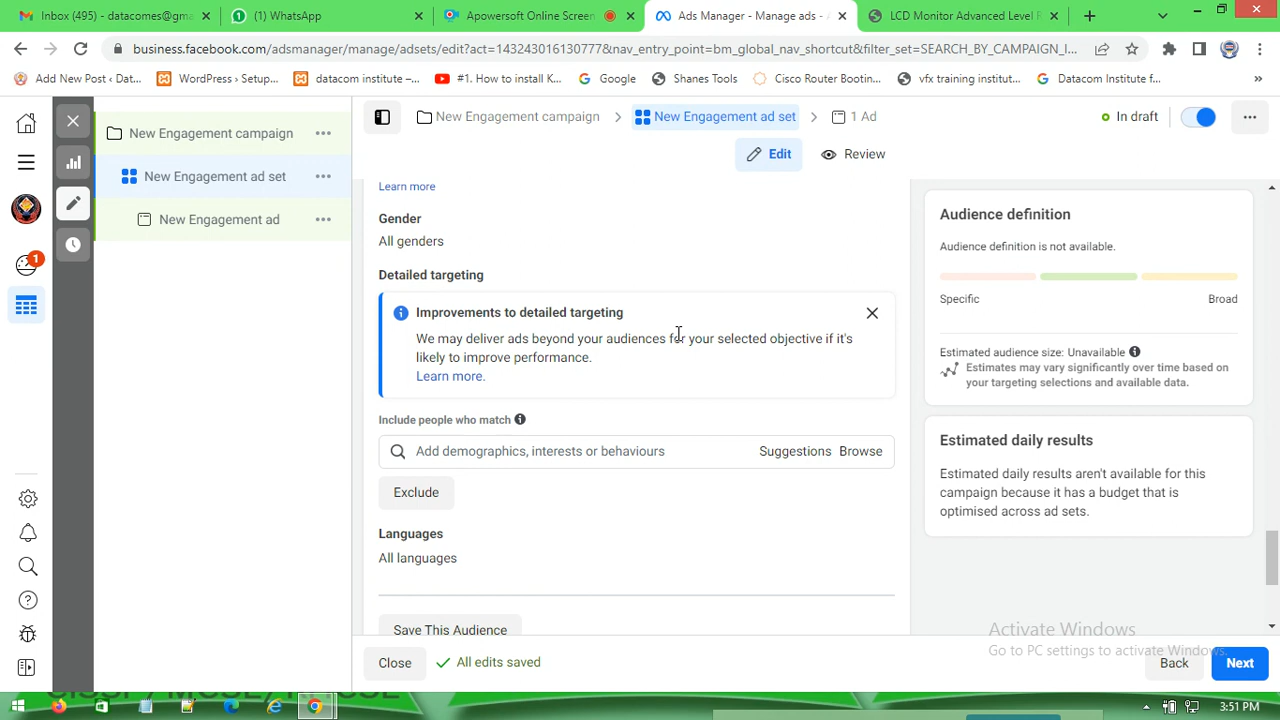 Inbox (495) - datacomes@gma
(1) WhatsApp
Apowersoft Online Screen
Ads Manager - Manage ads -
LCD Monitor Advanced Level R
business.facebook.com/adsmanager/manage/adsets/edit?act=143243016130777&nav_entry_point=bm_global_nav_shortcut&filter_set=SEARCH_BY_CAMPAIGN_I...
Add New Post ‹ Dat...
WordPress › Setup...
datacom institute –...
#1. How to install K...
Google
Shanes Tools
Cisco Router Bootin...
vfx training institut...
Datacom Institute f...
»
New Engagement campaign
New Engagement ad set
New Engagement ad
1
New Engagement campaign
New Engagement ad set
1 Ad
In draft
Edit
Review
Learn more
Gender
All genders
Detailed targeting
Improvements to detailed targeting
We may deliver ads beyond your audiences for your selected objective if it's
likely to improve performance.
Learn more.
Include people who match
Add demographics, interests or behaviours
Suggestions
Browse
Exclude
Languages
All languages
Save This Audience
Audience definition
Audience definition is not available.
Specific
Broad
Estimated audience size: Unavailable
Estimates may vary significantly over time based on
your targeting selections and available data.
Estimated daily results
Estimated daily results aren't available for this
campaign because it has a budget that is
optimised across ad sets.
Activate Windows
Go to PC settings to activate Windows.
Close
All edits saved
Back
Next
3:51 PM